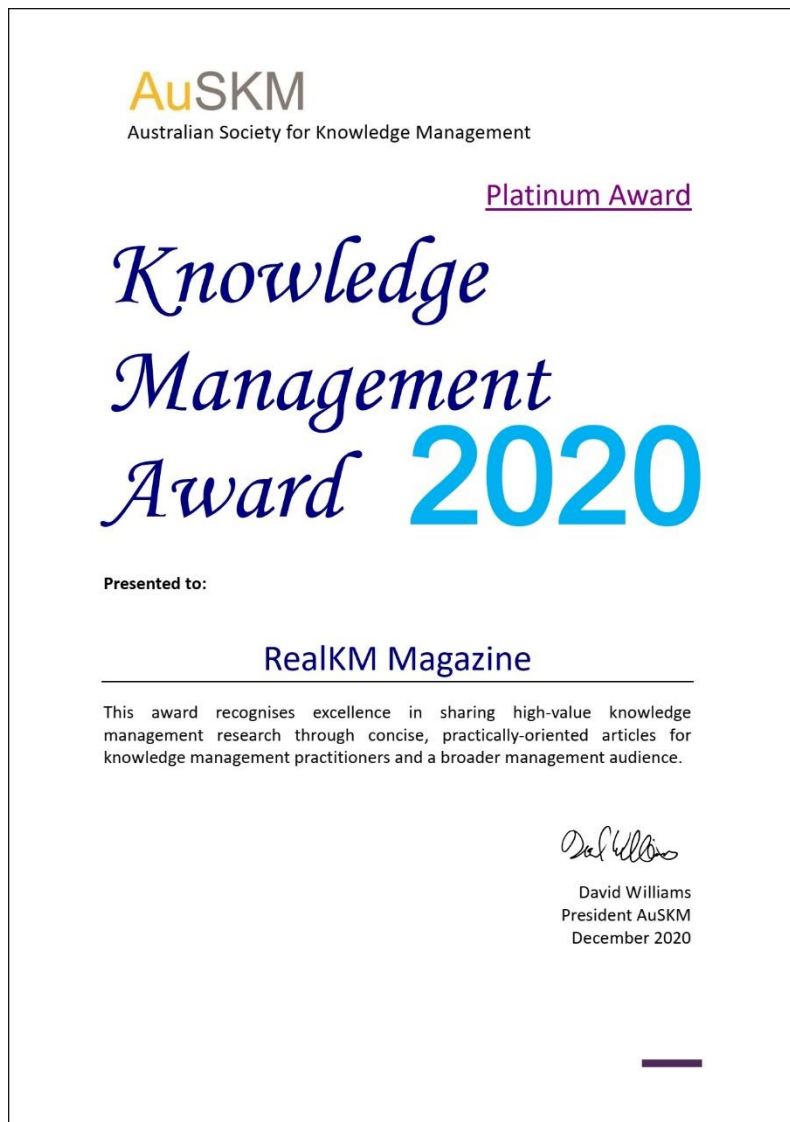 AuSKM
Australian Society for Knowledge Management
Platinum Award
Knowledge
Management
Award 2020
Presented to:
RealKM Magazine
This award recognises excellence in sharing high-value knowledge
management research through concise, practically-oriented articles for
knowledge management practitioners and a broader management audience.
David Williams
President AuSKM
December 2020